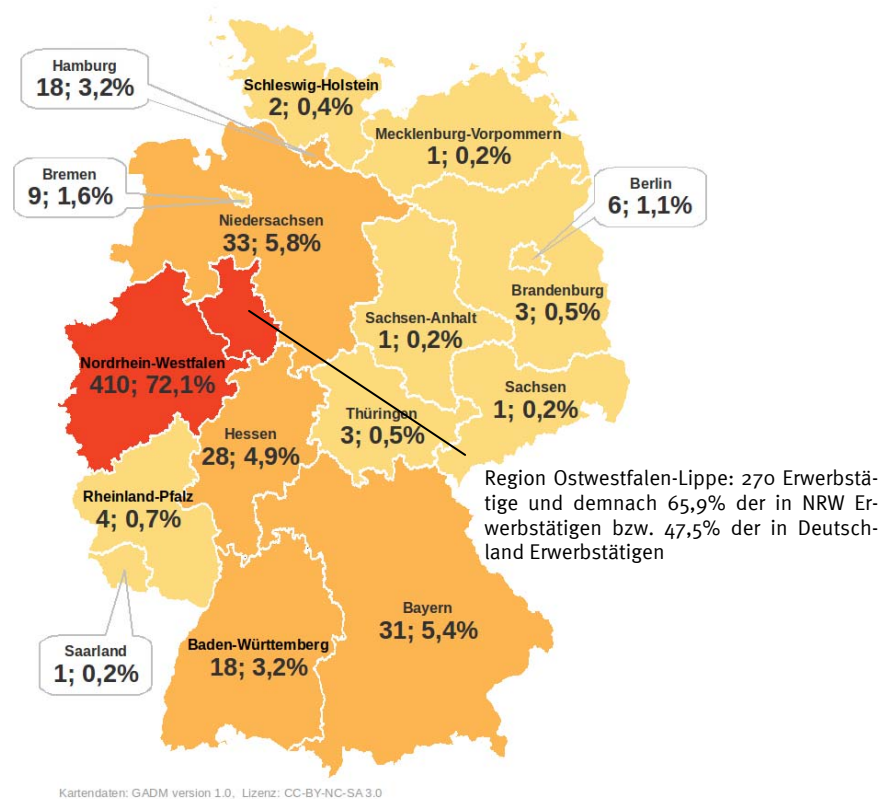 Hamburg
18; 3,2%
Schleswig-Holstein
2; 0,4%
Mecklenburg-Vorpommern
1; 0,2%
Bremen
9; 1,6%
Berlin
6; 1,1%
Niedersachsen
33; 5,8%
Brandenburg
3; 0,5%
Sachsen-Anhalt
1; 0,2%
Nordrhein-Westfalen
410; 72,1%
Sachsen
1; 0,2%
Thüringen
3; 0,5%
Hessen
28; 4,9%
Region Ostwestfalen-Lippe: 270 Erwerbstä-
tige und demnach 65,9% der in NRW Er-
werbstätigen bzw. 47,5% der in Deutsch-
land Erwerbstätigen
Rheinland-Pfalz
4; 0,7%
Bayern
31; 5,4%
Saarland
1; 0,2%
Baden-Württemberg
18; 3,2%
Kartendaten: GADM version 1.0, Lizenz: CC-BY-NC-SA 3.0